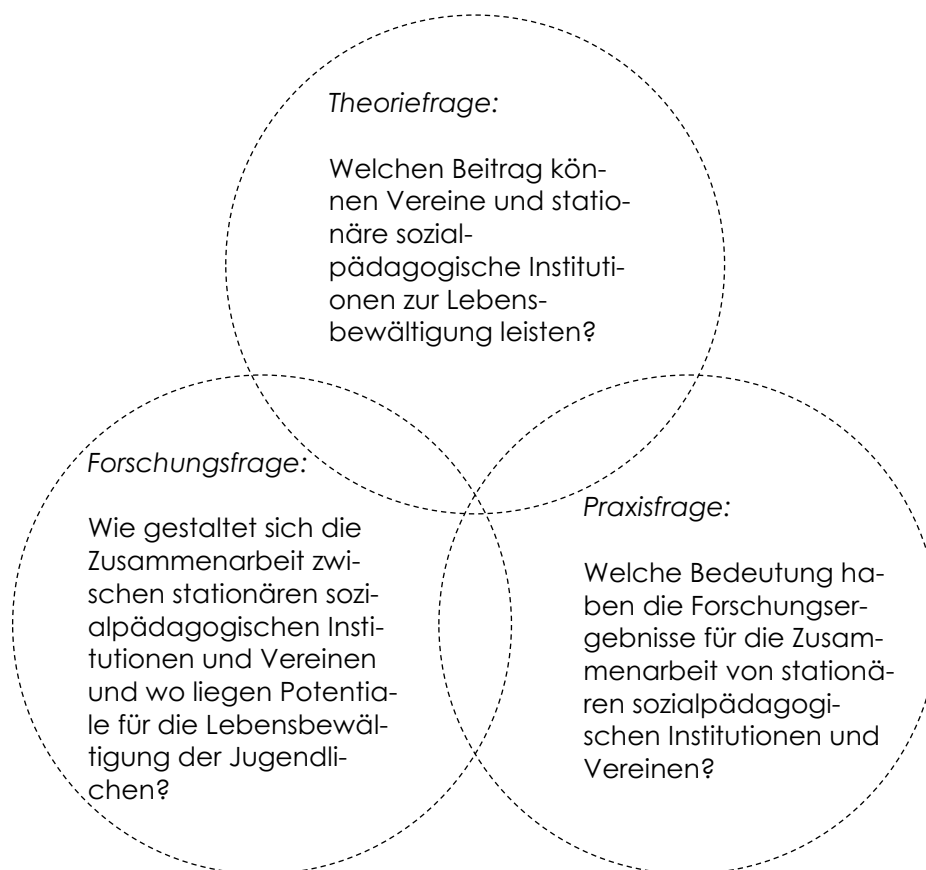 Theoriefrage:
Welchen Beitrag kön-
nen Vereine und statio-
näre sozial-
pädagogische Instituti-
onen zur Lebens-
bewältigung leisten?
Forschungsfrage:
Wie gestaltet sich die
Zusammenarbeit zwi-
schen stationären sozi-
alpädagogischen Insti-
tutionen und Vereinen
und wo liegen Potentia-
le für die Lebensbewäl-
tigung der Jugendli-
chen?
Praxisfrage:
Welche Bedeutung ha-
ben die Forschungser-
gebnisse für die Zusam-
menarbeit von stationä-
ren sozialpädagogi-
schen Institutionen und
Vereinen?